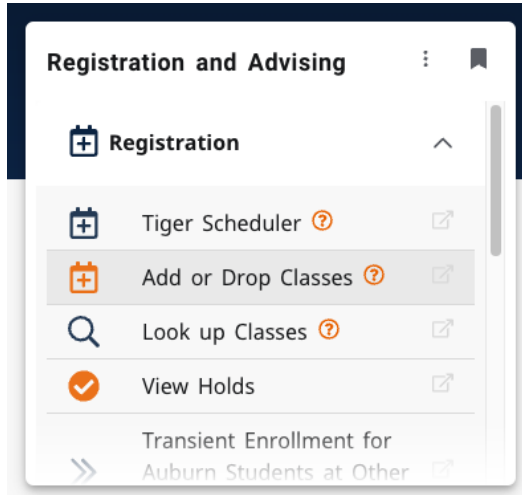 Registration and Advising
Registration
Tiger Scheduler ?
Add or Drop Classes ?
Look up Classes ?
View Holds
Transient Enrollment for
Auburn Students at Other